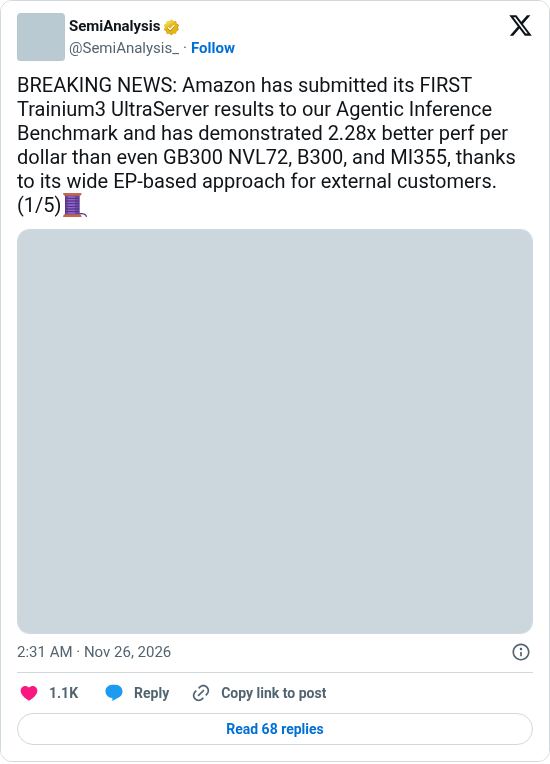 SemiAnalysis
@SemiAnalysis_ · Follow
BREAKING NEWS: Amazon has submitted its FIRST
Trainium3 UltraServer results to our Agentic Inference
Benchmark and has demonstrated 2.28x better perf per
dollar than even GB300 NVL72, B300, and MI355, thanks
to its wide EP-based approach for external customers.
(1/5)🧵
2:31 AM · Nov 26, 2026
1.1K Reply Copy link to post
Read 68 replies